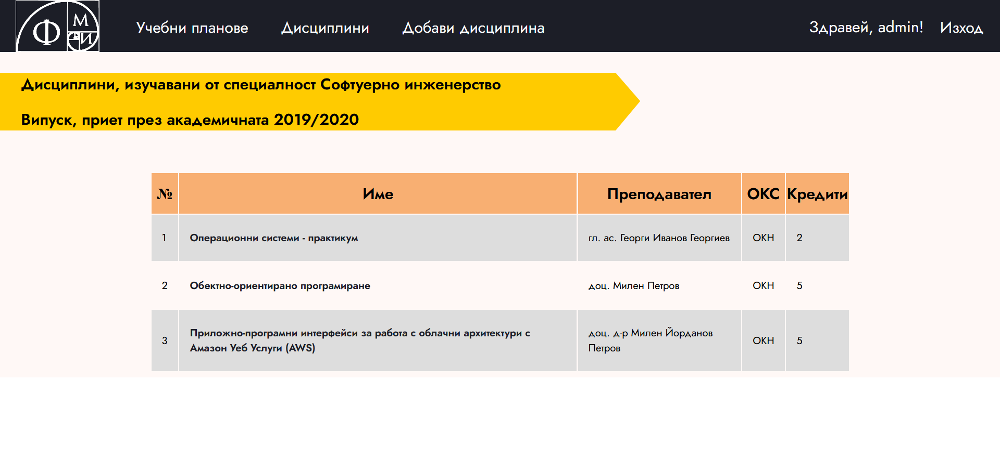 Ф М И
Учебни планове Дисциплини Добави дисциплина Здравей, admin! Изход
Дисциплини, изучавани от специалност Софтуерно инженерство
Випуск, приет през академичната 2019/2020
№ Име Преподавател ОКС Кредити
1 Операционни системи - практикум гл. ас. Георги Иванов Георгиев ОКН 2
2 Обектно-ориентирано програмиране доц. Милен Петров ОКН 5
3 Приложно-програмни интерфейси за работа с облачни архитектури с
Амазон Уеб Услуги (AWS) доц. д-р Милен Йорданов
Петров ОКН 5